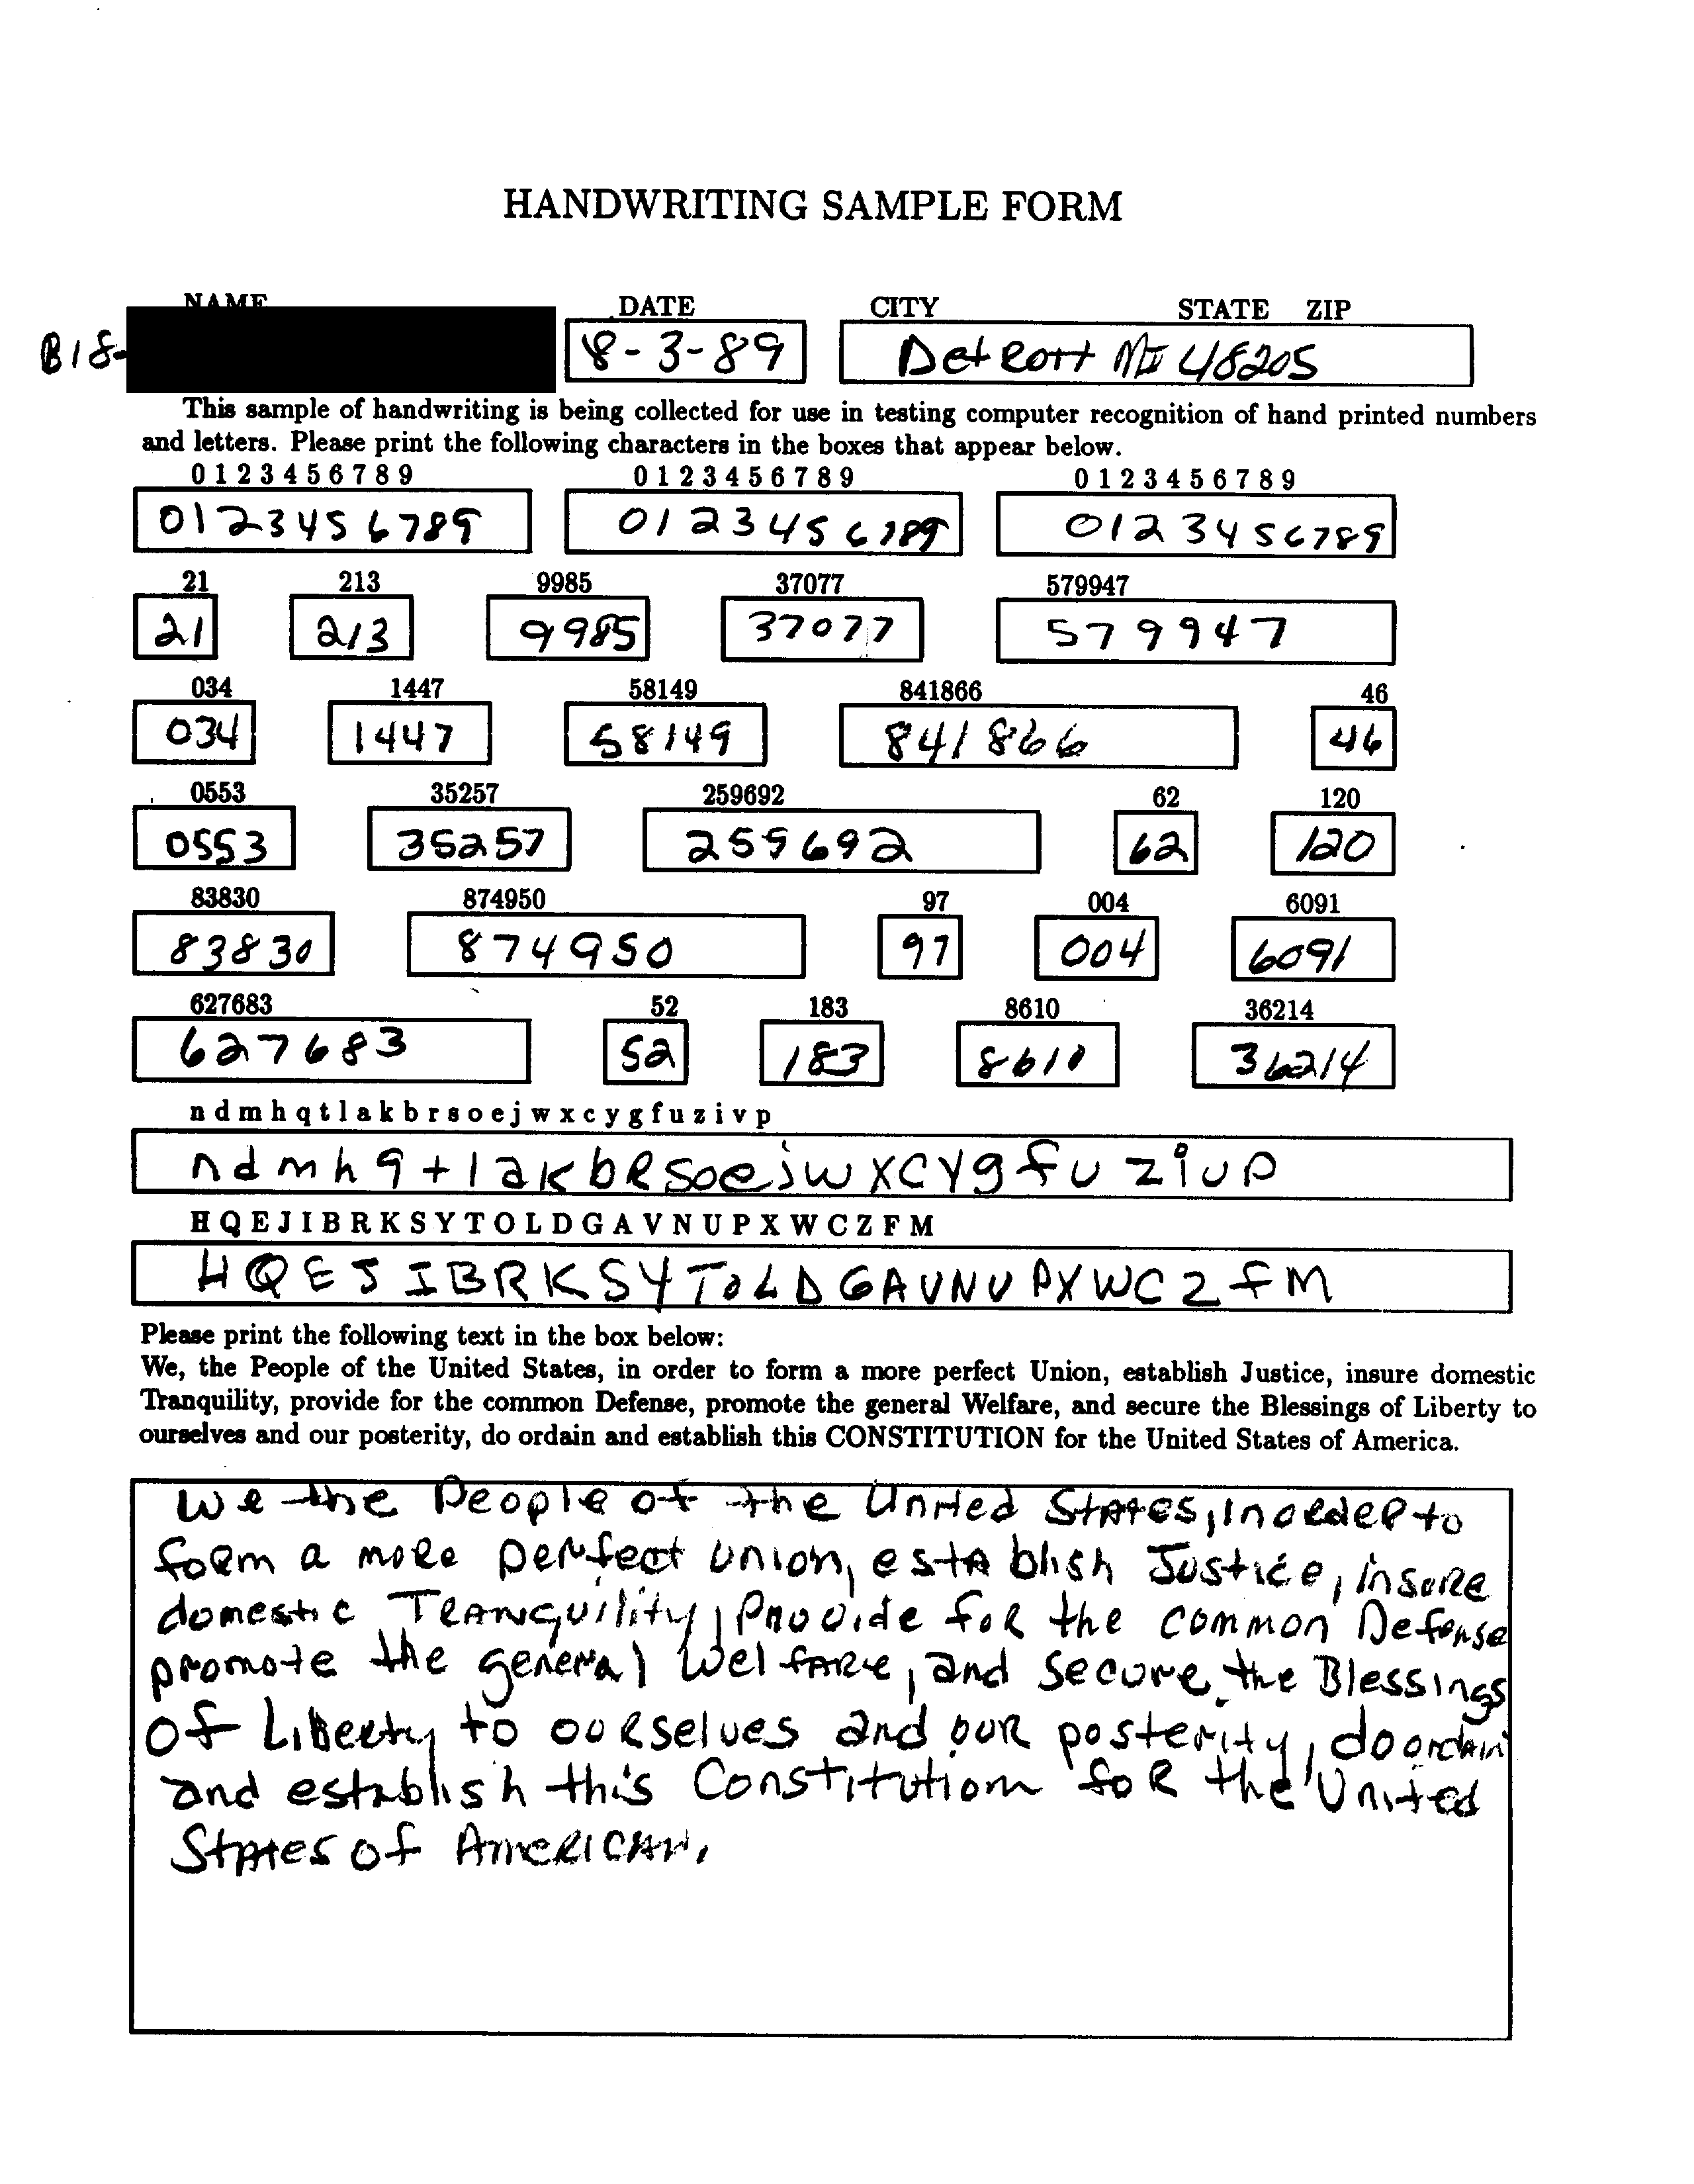 HANDWRITING SAMPLE FORM
NAME DATE CITY STATE ZIP
B18- 8-3-89 Detroit MI 48205
This sample of handwriting is being collected for use in testing computer recognition of hand printed numbers
and letters. Please print the following characters in the boxes that appear below.
0 1 2 3 4 5 6 7 8 9 0 1 2 3 4 5 6 7 8 9 0 1 2 3 4 5 6 7 8 9
0123456789 0123456789 0123456789
21 213 9985 37077 579947
21 213 9985 37077 579947
034 1447 58149 841866 46
034 1447 58149 841866 46
0553 35257 259692 62 120
0553 35257 259692 62 120
83830 874950 97 004 6091
83830 874950 97 004 6091
627683 52 183 8610 36214
627683 52 183 8610 36214
n d m h q t l a k b r s o e j w x c y g f u z i v p
n d m h q t l a k b R s o e j w x c y g f u z i v p
H Q E J I B R K S Y T O L D G A V N U P X W C Z F M
H Q E J I B R K S Y T O L D G A V N U P X W C Z F M
Please print the following text in the box below:
We, the People of the United States, in order to form a more perfect Union, establish Justice, insure domestic
Tranquility, provide for the common Defense, promote the general Welfare, and secure the Blessings of Liberty to
ourselves and our posterity, do ordain and establish this CONSTITUTION for the United States of America.
We the People of the United States, in order to
form a more perfect union, establish Justice, insure
domestic Tranquility, Provide for the common Defense
promote the general Welfare, and secure the Blessings
Of Liberty to ourselves and our posterity, do ordain
and establish this Constitution for the United
States of American.